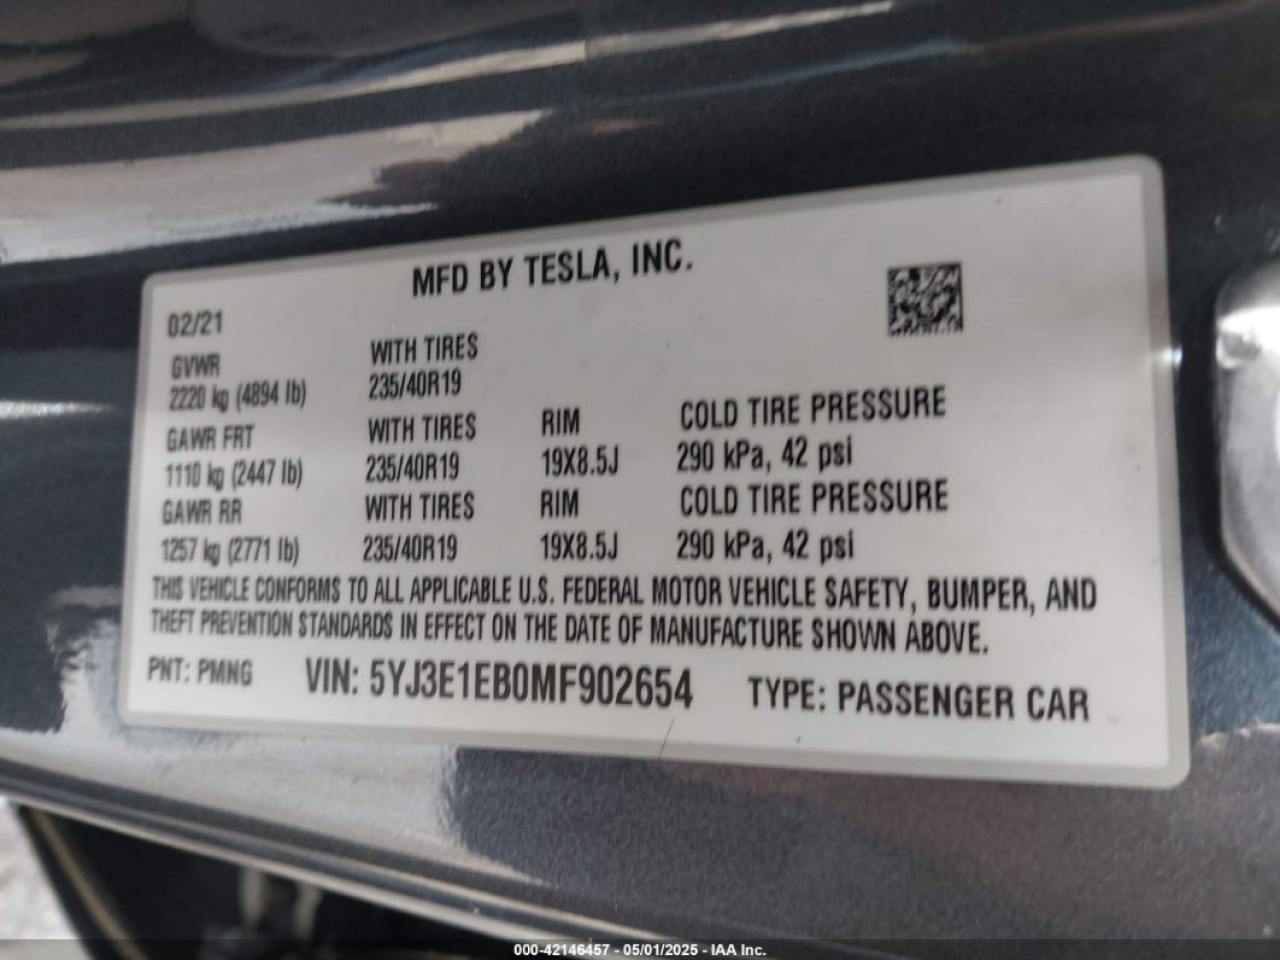 MFD BY TESLA, INC.
02/21
GVWR
2220 kg (4894 lb)
WITH TIRES
235/40R19
GAWR FRT
1110 kg (2447 lb)
WITH TIRES
235/40R19
RIM
19X8.5J
COLD TIRE PRESSURE
290 kPa, 42 psi
GAWR RR
1257 kg (2771 lb)
WITH TIRES
235/40R19
RIM
19X8.5J
COLD TIRE PRESSURE
290 kPa, 42 psi
THIS VEHICLE CONFORMS TO ALL APPLICABLE U.S. FEDERAL MOTOR VEHICLE SAFETY, BUMPER, AND
THEFT PREVENTION STANDARDS IN EFFECT ON THE DATE OF MANUFACTURE SHOWN ABOVE.
PNT: PMNG VIN: 5YJ3E1EB0MF902654 TYPE: PASSENGER CAR
000-42146457 - 05/01/2025 - IAA Inc.